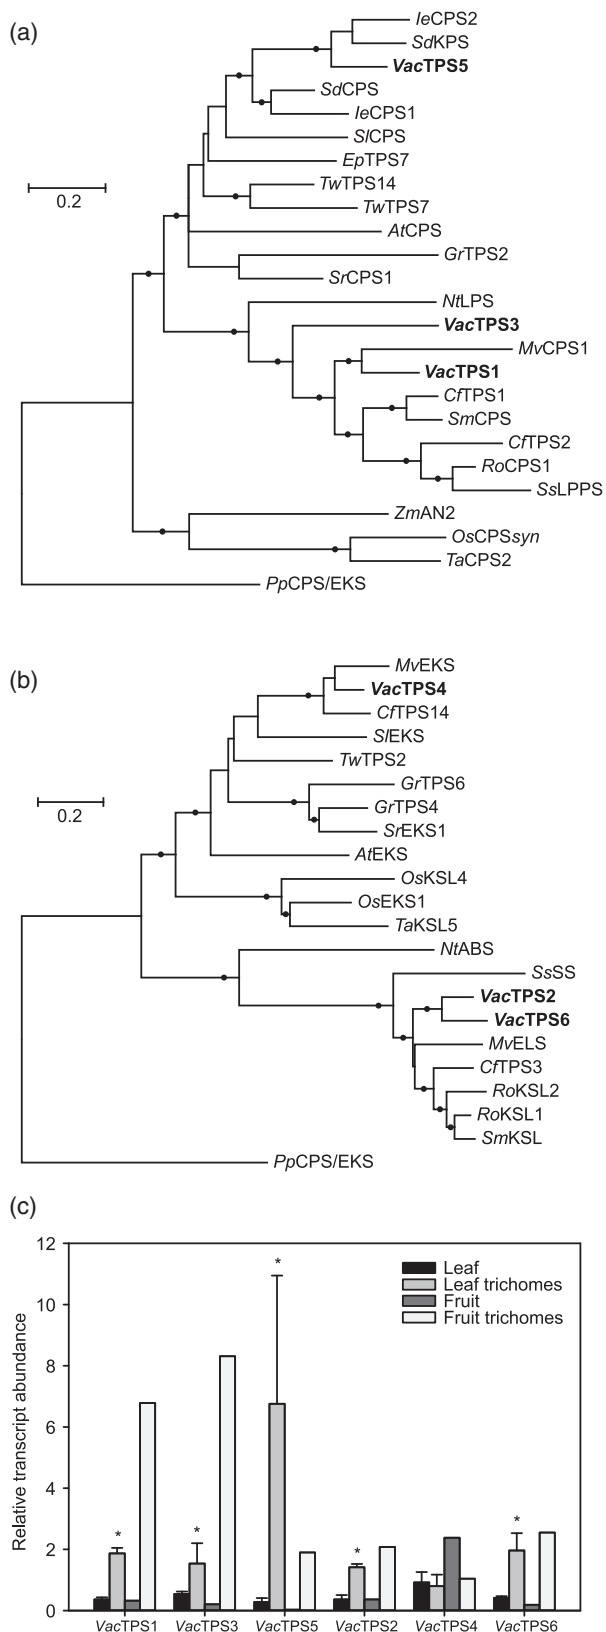 (a)
IeCPS2
SdKPS
VacTPS5
SdCPS
IeCPS1
SlCPS
EpTPS7
TwTPS14
0.2
TwTPS7
AtCPS
GrTPS2
SrCPS1
NtLPS
VacTPS3
MvCPS1
VacTPS1
CfTPS1
SmCPS
CfTPS2
RoCPS1
SsLPPS
ZmAN2
OsCPSsyn
TaCPS2
PpCPS/EKS
(b)
MvEKS
VacTPS4
CfTPS14
SlEKS
TwTPS2
GrTPS6
0.2
GrTPS4
SrEKS1
AtEKS
OsKSL4
OsEKS1
TaKSL5
NtABS
SsSS
VacTPS2
VacTPS6
MvELS
CfTPS3
RoKSL2
RoKSL1
SmKSL
PpCPS/EKS
(c)
Relative transcript abundance
12
10
8
6
4
2
0
Leaf
Leaf trichomes
Fruit
Fruit trichomes
*
*
*
*
*
VacTPS1 VacTPS3 VacTPS5 VacTPS2 VacTPS4 VacTPS6